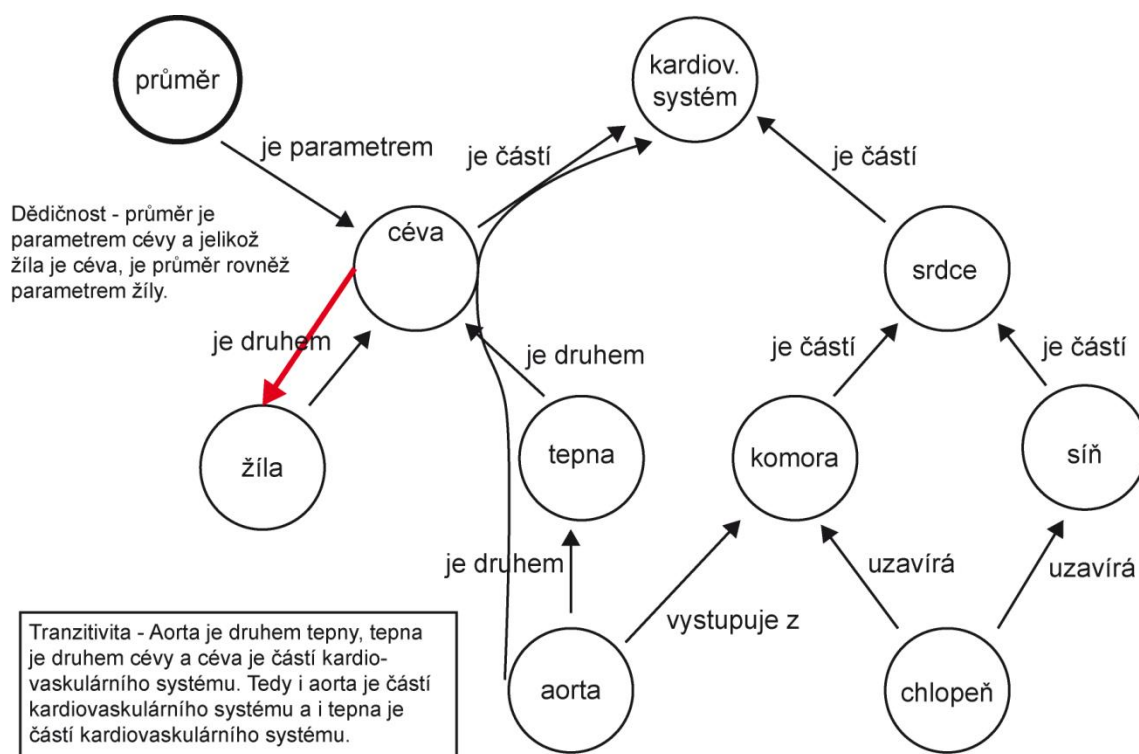 průměr
kardiov.
systém
je parametrem
je částí
je částí
Dědičnost - průměr je
parametrem cévy a jelikož
žíla je céva, je průměr rovněž
parametrem žíly.
céva
srdce
je druhem
je druhem
je částí
je částí
žíla
tepna
komora
síň
je druhem
uzavírá
uzavírá
vystupuje z
Tranzitivita - Aorta je druhem tepny, tepna
je druhem cévy a céva je částí kardio-
vaskulárního systému. Tedy i aorta je částí
kardiovaskulárního systému a i tepna je
částí kardiovaskulárního systému.
aorta
chlopeň